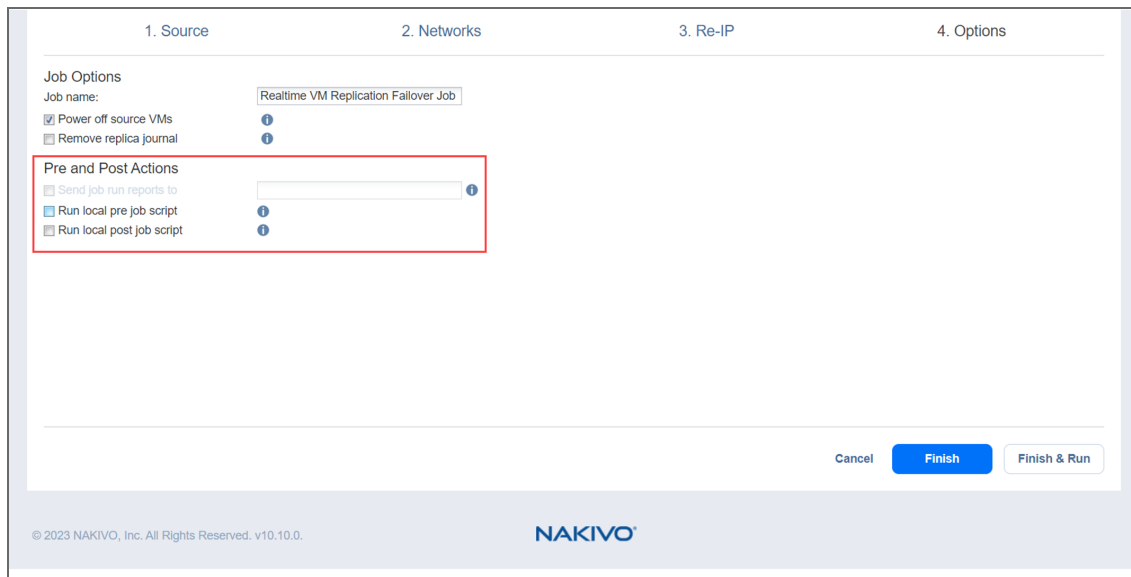 1. Source 2. Networks 3. Re-IP 4. Options
Job Options
Job name: Realtime VM Replication Failover Job
Power off source VMs
Remove replica journal
Pre and Post Actions
Send job run reports to
Run local pre job script
Run local post job script
Cancel Finish Finish & Run
© 2023 NAKIVO, Inc. All Rights Reserved. v10.10.0. NAKIVO®